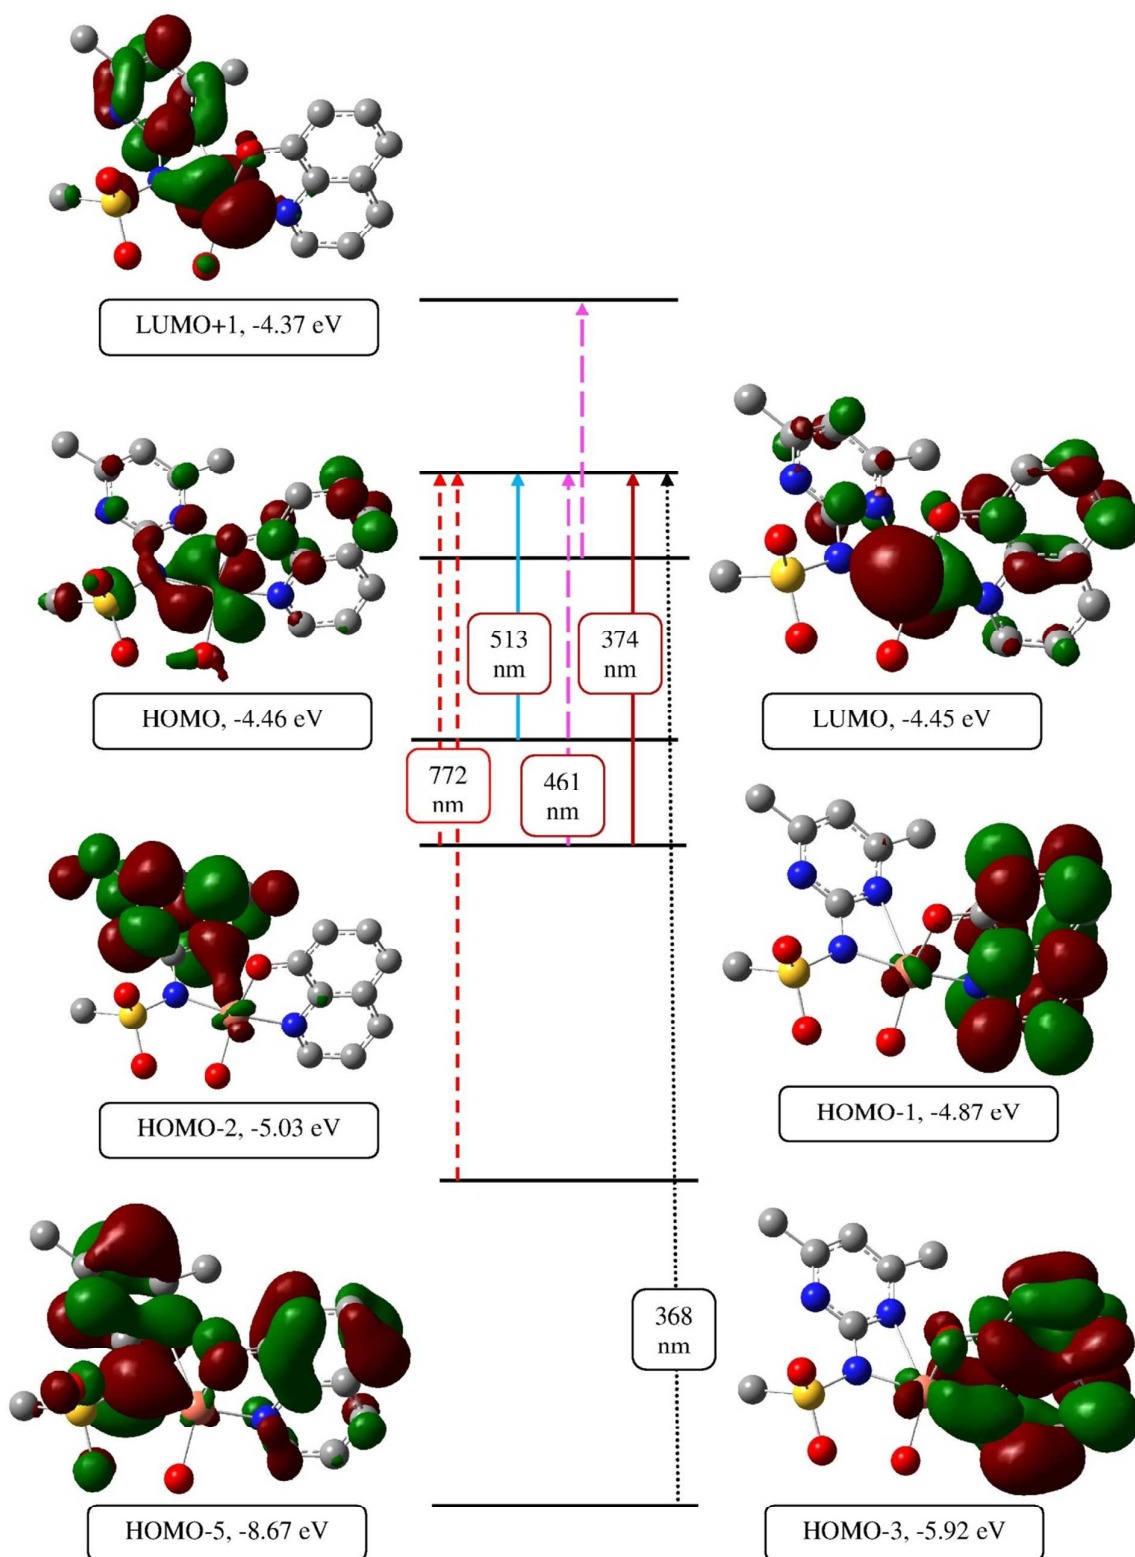 LUMO+1, -4.37 eV
HOMO, -4.46 eV
LUMO, -4.45 eV
513
nm
374
nm
772
nm
461
nm
HOMO-2, -5.03 eV
HOMO-1, -4.87 eV
368
nm
HOMO-5, -8.67 eV
HOMO-3, -5.92 eV